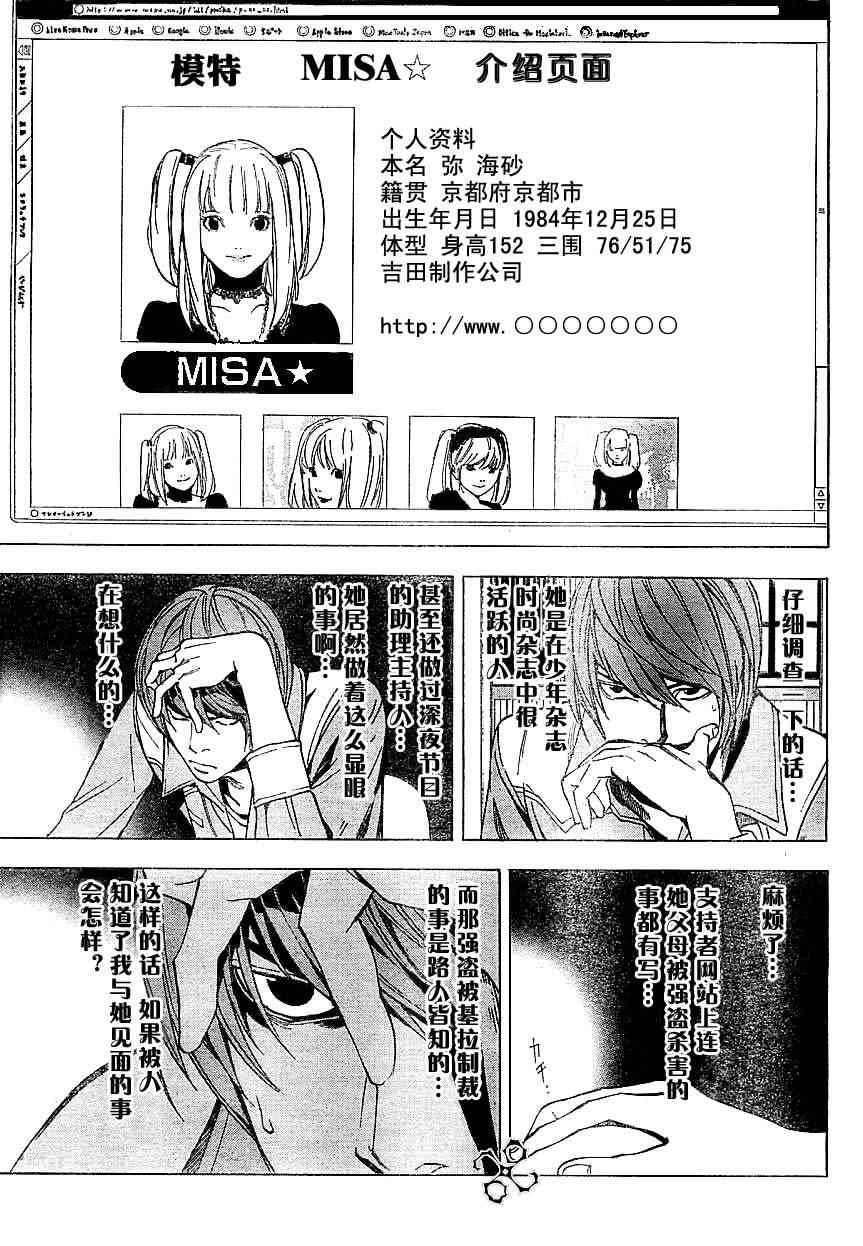 Apple
Google
Apple Store
MacTools Japan
模特 MISA☆ 介绍页面
个人资料
本名 弥 海砂
籍贯 京都府京都市
出生年月日 1984年12月25日
体型 身高152 三围 76/51/75
吉田制作公司
http://www.○○○○○○○
MISA★
仔细调查一下的话…
她是在少年杂志
时尚杂志中很
活跃的人
甚至还做过深夜节目
的助理主持人…
她居然做着这么显眼
的事啊…
在想什么的…
麻烦了…
支持者网站上连
她父母被强盗杀害的
事都有写…
カチ…
而那强盗被基拉制裁
的事是路人皆知的…
这样的话 如果被人
知道了我与她见面的事
会怎样?